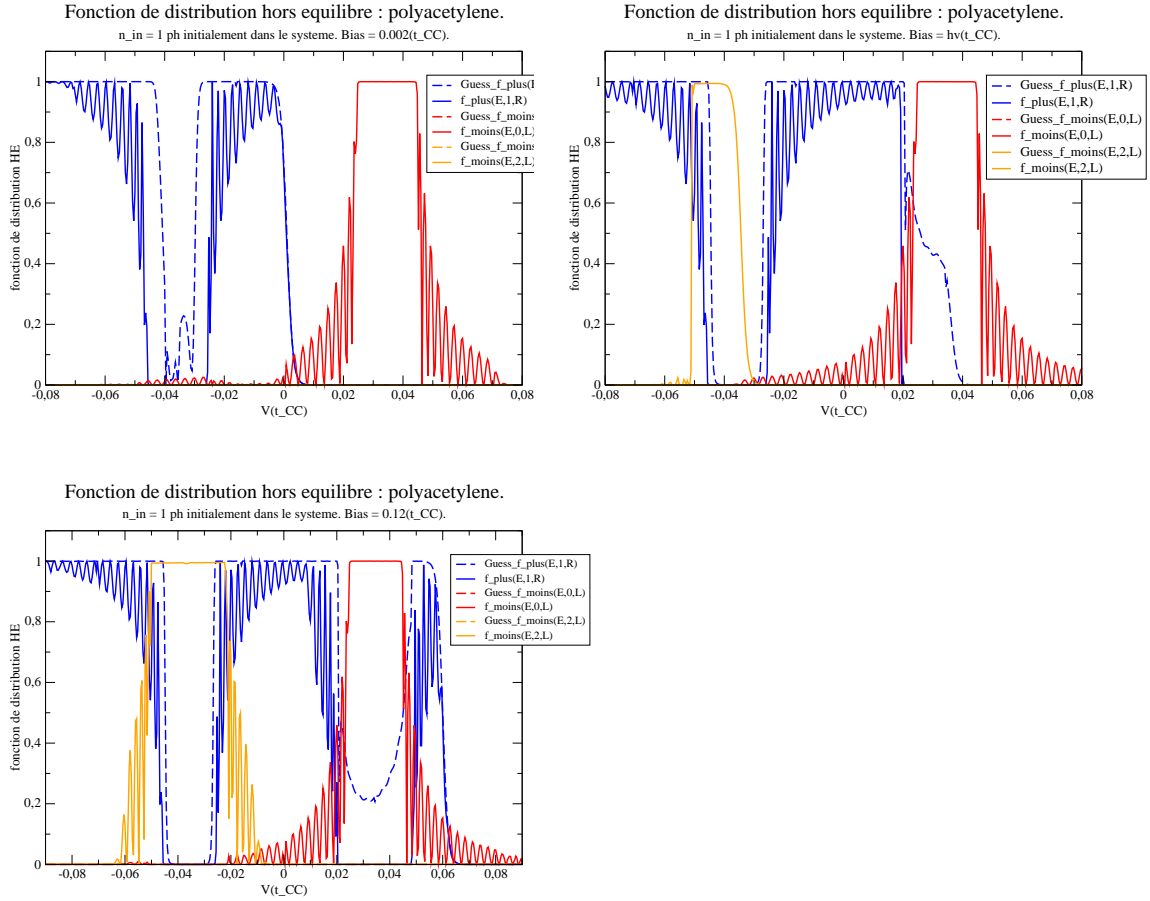 Fonction de distribution hors equilibre : polyacetylene.
n_in = 1 ph initialement dans le systeme. Bias = 0.002(t_CC).
fonction de distribution HE
1
0,8
0,6
0,4
0,2
0
-0,08 -0,06 -0,04 -0,02 0 0,02 0,04 0,06 0,08
V(t_CC)
Guess_f_plus(E
f_plus(E,1,R)
Guess_f_moins
f_moins(E,0,L)
Guess_f_moins
f_moins(E,2,L)
Fonction de distribution hors equilibre : polyacetylene.
n_in = 1 ph initialement dans le systeme. Bias = hv(t_CC).
fonction de distribution HE
1
0,8
0,6
0,4
0,2
0
-0,08 -0,06 -0,04 -0,02 0 0,02 0,04 0,06 0,08
V(t_CC)
Guess_f_plus(E,1,R)
f_plus(E,1,R)
Guess_f_moins(E,0,L)
f_moins(E,0,L)
Guess_f_moins(E,2,L)
f_moins(E,2,L)
Fonction de distribution hors equilibre : polyacetylene.
n_in = 1 ph initialement dans le systeme. Bias = 0.12(t_CC).
fonction de distribution HE
1
0,8
0,6
0,4
0,2
0
-0,08 -0,06 -0,04 -0,02 0 0,02 0,04 0,06 0,08
V(t_CC)
Guess_f_plus(E,1,R)
f_plus(E,1,R)
Guess_f_moins(E,0,L)
f_moins(E,0,L)
Guess_f_moins(E,2,L)
f_moins(E,2,L)